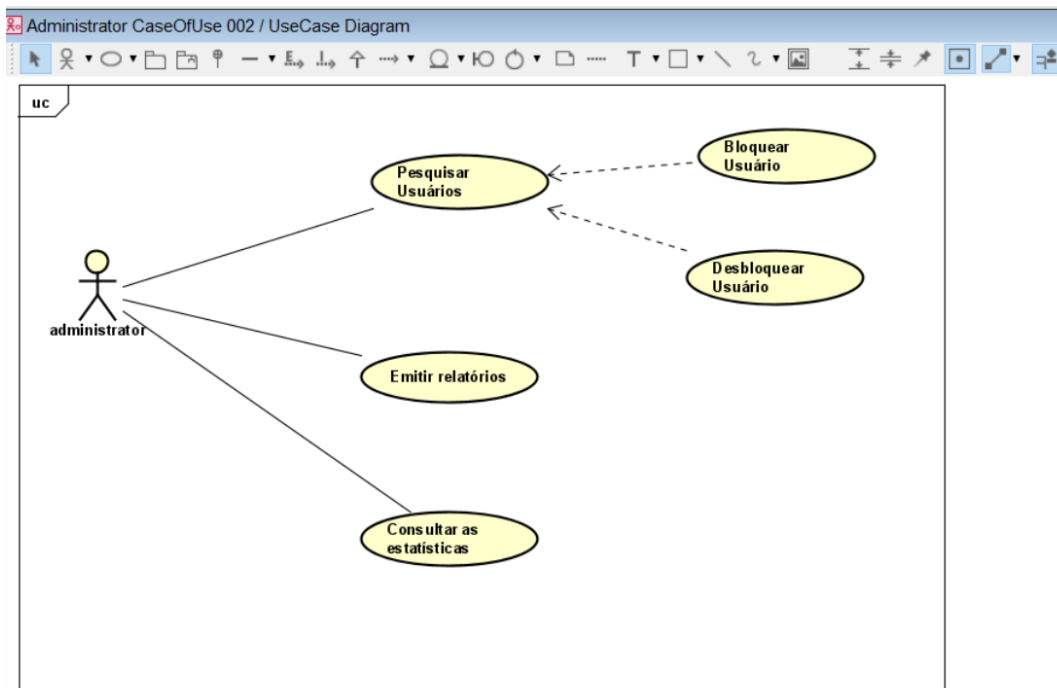 Administrator CaseOfUse 002 / UseCase Diagram
uc
Pesquisar
Usuários
Bloquear
Usuário
Desbloquear
Usuário
administrator
Emitir relatórios
Consultar as
estatísticas